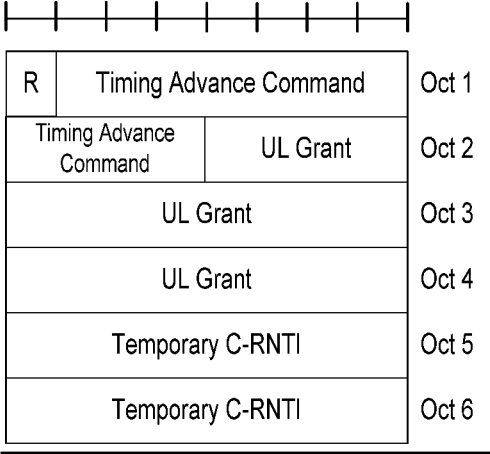 R Timing Advance Command Oct 1
Timing Advance
Command UL Grant Oct 2
UL Grant Oct 3
UL Grant Oct 4
Temporary C-RNTI Oct 5
Temporary C-RNTI Oct 6